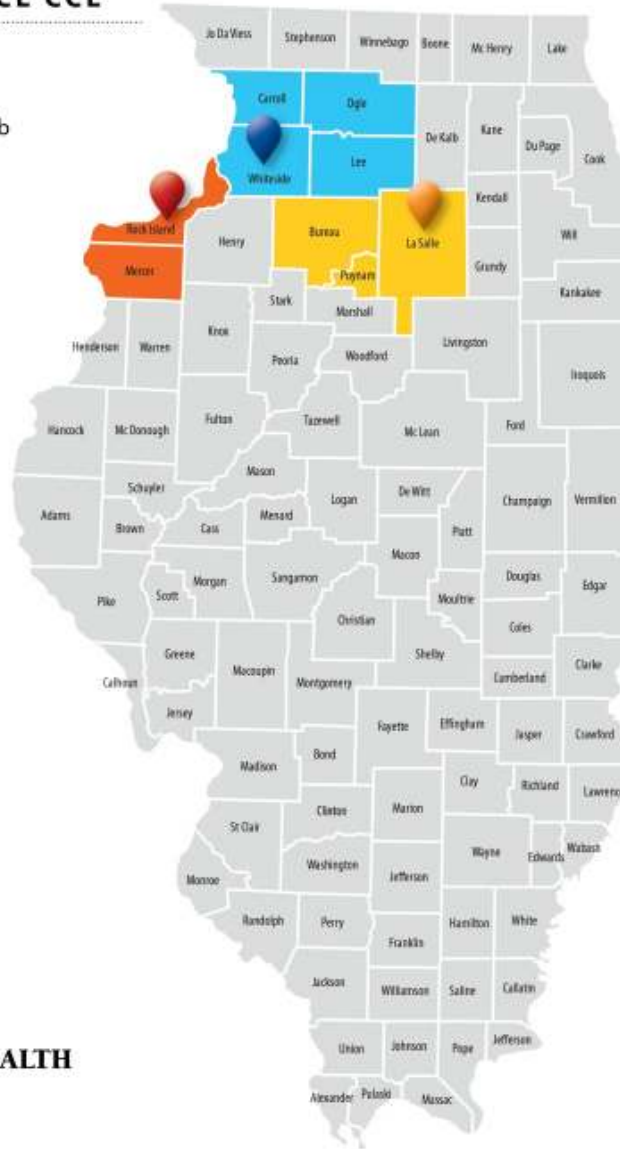 Jo Da Viess
Stephenson
Winnebago
Boone
Mc Henry
Lake
Carroll
Ogle
De Kalb
Kane
Du Page
Cook
b
Whiteside
Lee
Kendall
Will
Rock Island
Henry
Bureau
La Salle
Grundy
Mercer
Puynam
Kankakee
Stark
Marshall
Henderson
Warren
Knox
Peoria
Woodford
Livingston
Iroquois
Hancock
Mc Donough
Fulton
Tazewell
Mc Lean
Ford
Schuyler
Mason
Logan
De Witt
Champaign
Vermilion
Adams
Brown
Cass
Menard
Piatt
Macon
Pike
Scott
Morgan
Sangamon
Christian
Moultrie
Douglas
Edgar
Coles
Greene
Macoupin
Montgomery
Shelby
Cumberland
Clarke
Calhoun
Jersey
Fayette
Effingham
Jasper
Crawford
Madison
Bond
Clay
Richland
Lawrenc
St Clair
Clinton
Marion
Wayne
Edwards
Wabash
Monroe
Washington
Jefferson
Randolph
Perry
Franklin
Hamilton
White
Jackson
Williamson
Saline
Callatin
ALTH
Union
Johnson
Pope
Jefferson
Alexander
Pulaski
Massac